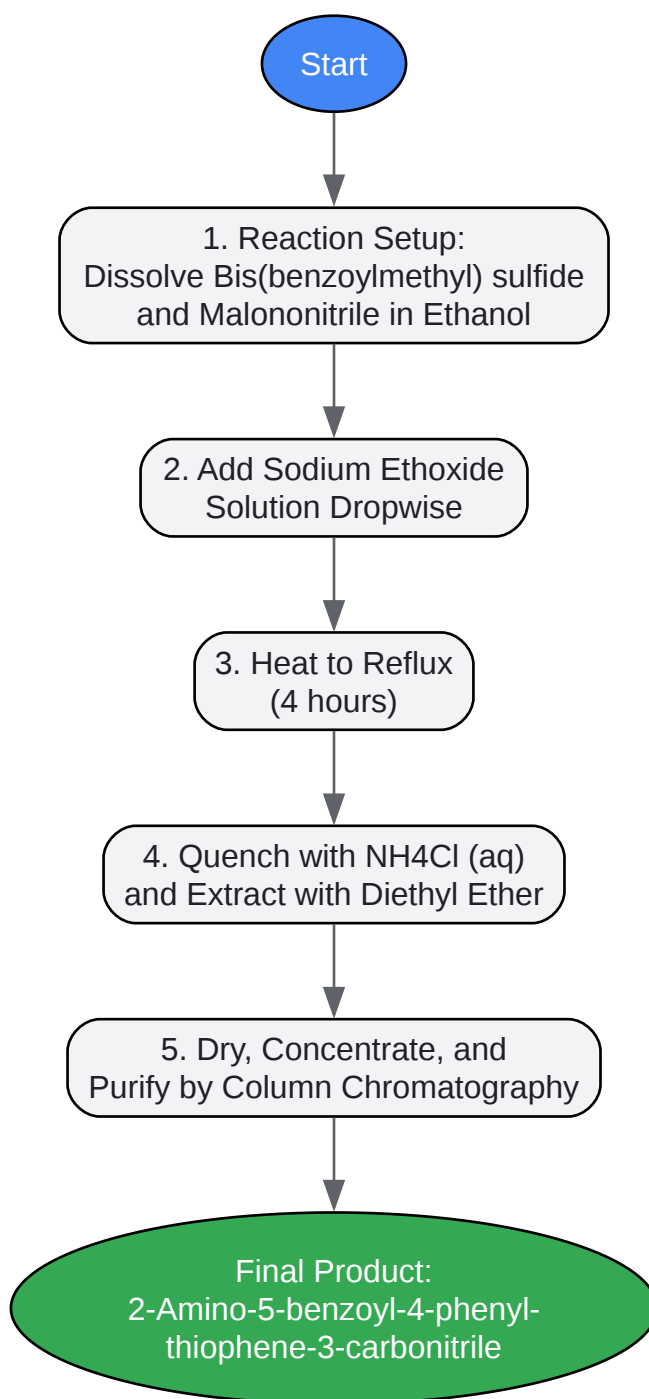 Start
1. Reaction Setup:
Dissolve Bis(benzoylmethyl) sulfide
and Malononitrile in Ethanol
2. Add Sodium Ethoxide
Solution Dropwise
3. Heat to Reflux
(4 hours)
4. Quench with NH4Cl (aq)
and Extract with Diethyl Ether
5. Dry, Concentrate, and
Purify by Column Chromatography
Final Product:
2-Amino-5-benzoyl-4-phenyl-
thiophene-3-carbonitrile